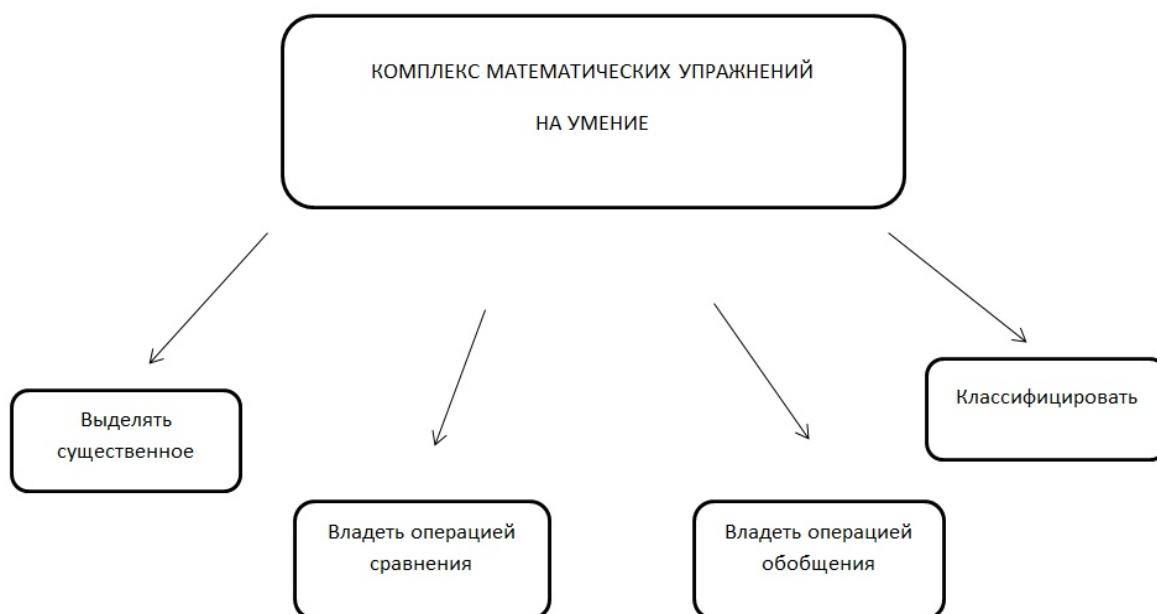 КОМПЛЕКС МАТЕМАТИЧЕСКИХ УПРАЖНЕНИЙ
НА УМЕНИЕ
Выделять
существенное
Владеть операцией
сравнения
Владеть операцией
обобщения
Классифицировать